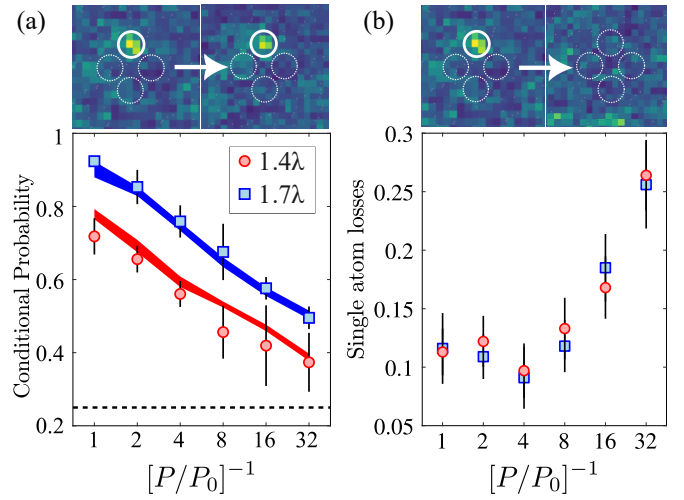 (a)
1
0.8
0.6
0.4
0.2
Conditional Probability
1.4λ
1.7λ
1 2 4 8 16 32
[P/P₀]⁻¹
(b)
0.3
0.25
0.2
0.15
0.1
0.05
Single atom losses
1 2 4 8 16 32
[P/P₀]⁻¹